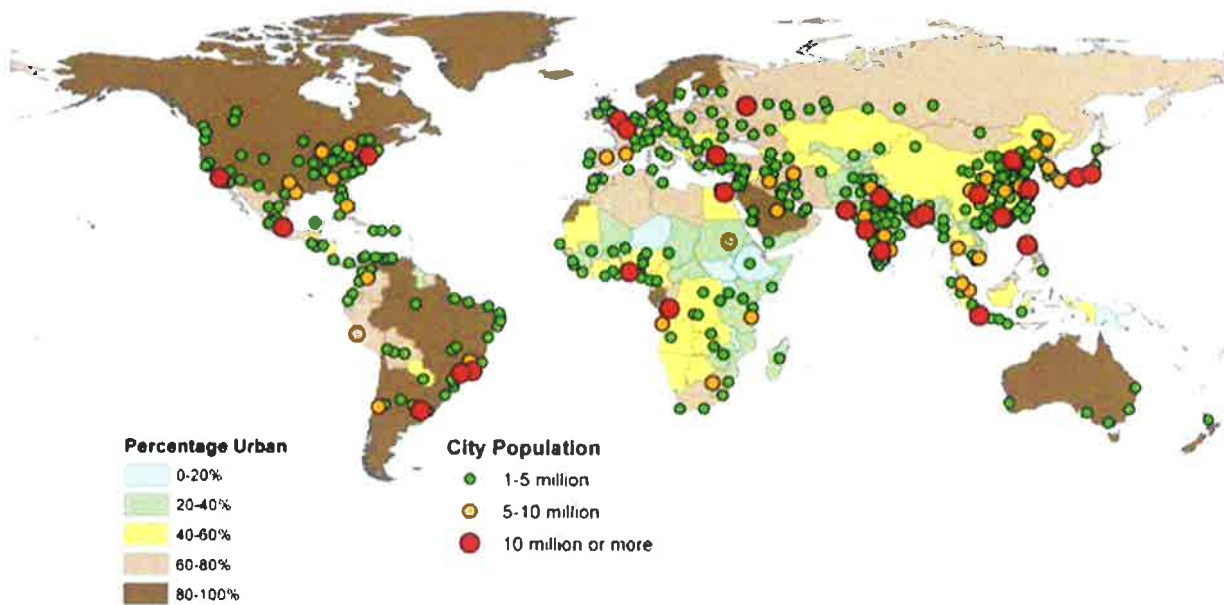 Percentage Urban
0-20%
20-40%
40-60%
60-80%
80-100%
City Population
1-5 million
5-10 million
10 million or more